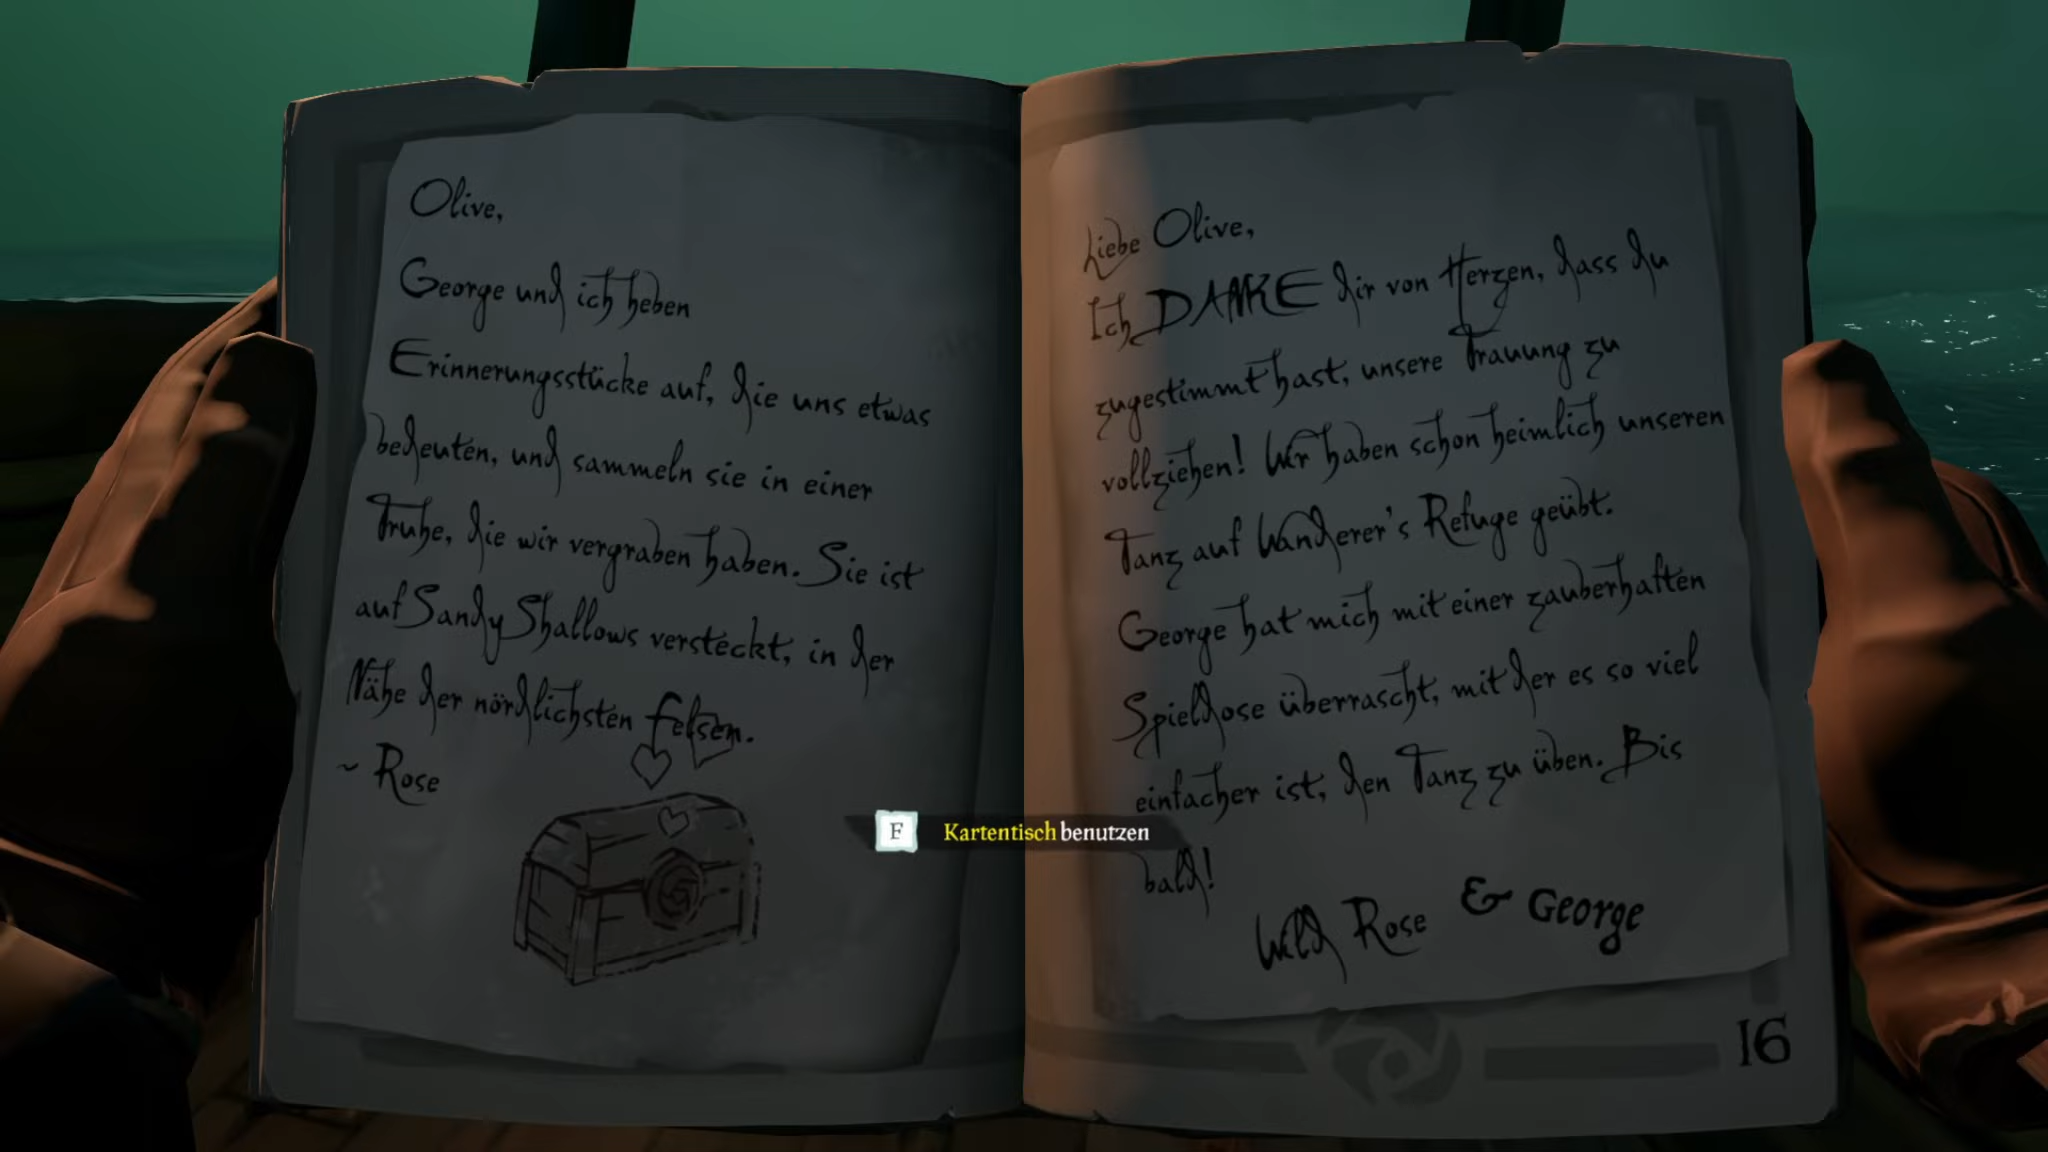 Olive,
George und ich heben
Erinnerungsstücke auf, die uns etwas
bedeuten, und sammeln sie in einer
Truhe, die wir vergraben haben. Sie ist
auf Sandy Shallows versteckt, in der
Nähe der nördlichsten Felsen.
~ Rose
Liebe Olive,
Ich DANKE dir von Herzen, dass du
zugestimmt hast, unsere Trauung zu
vollziehen! Wir haben schon heimlich unseren
Tanz auf Wanderer's Refuge geübt.
George hat mich mit einer zauberhaften
Spieldose überrascht, mit der es so viel
einfacher ist, den Tanz zu üben. Bis
bald!
Wild Rose & George
16
F Kartentisch benutzen